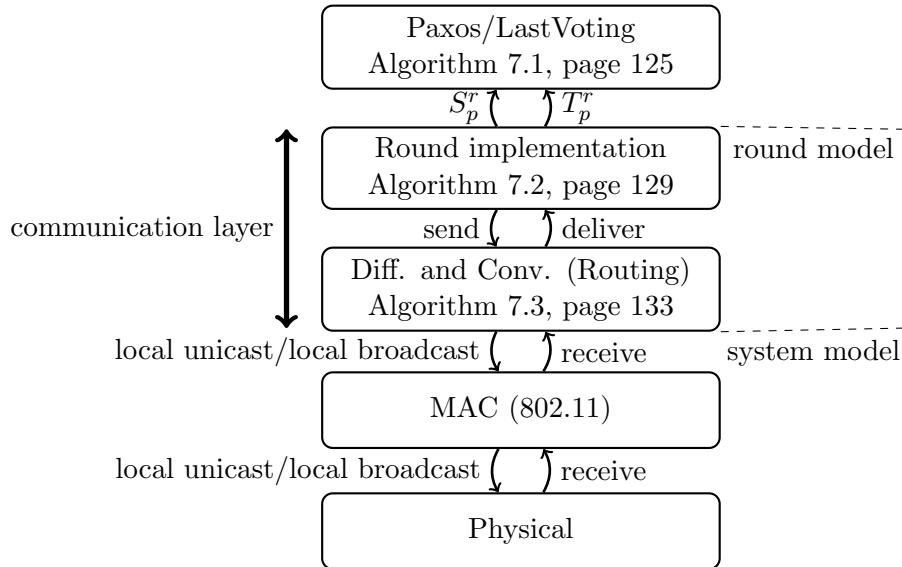 Paxos/LastVoting
Algorithm 7.1, page 125
S_p^r T_p^r
Round implementation
Algorithm 7.2, page 129
round model
communication layer
send deliver
Diff. and Conv. (Routing)
Algorithm 7.3, page 133
local unicast/local broadcast receive
system model
MAC (802.11)
local unicast/local broadcast receive
Physical